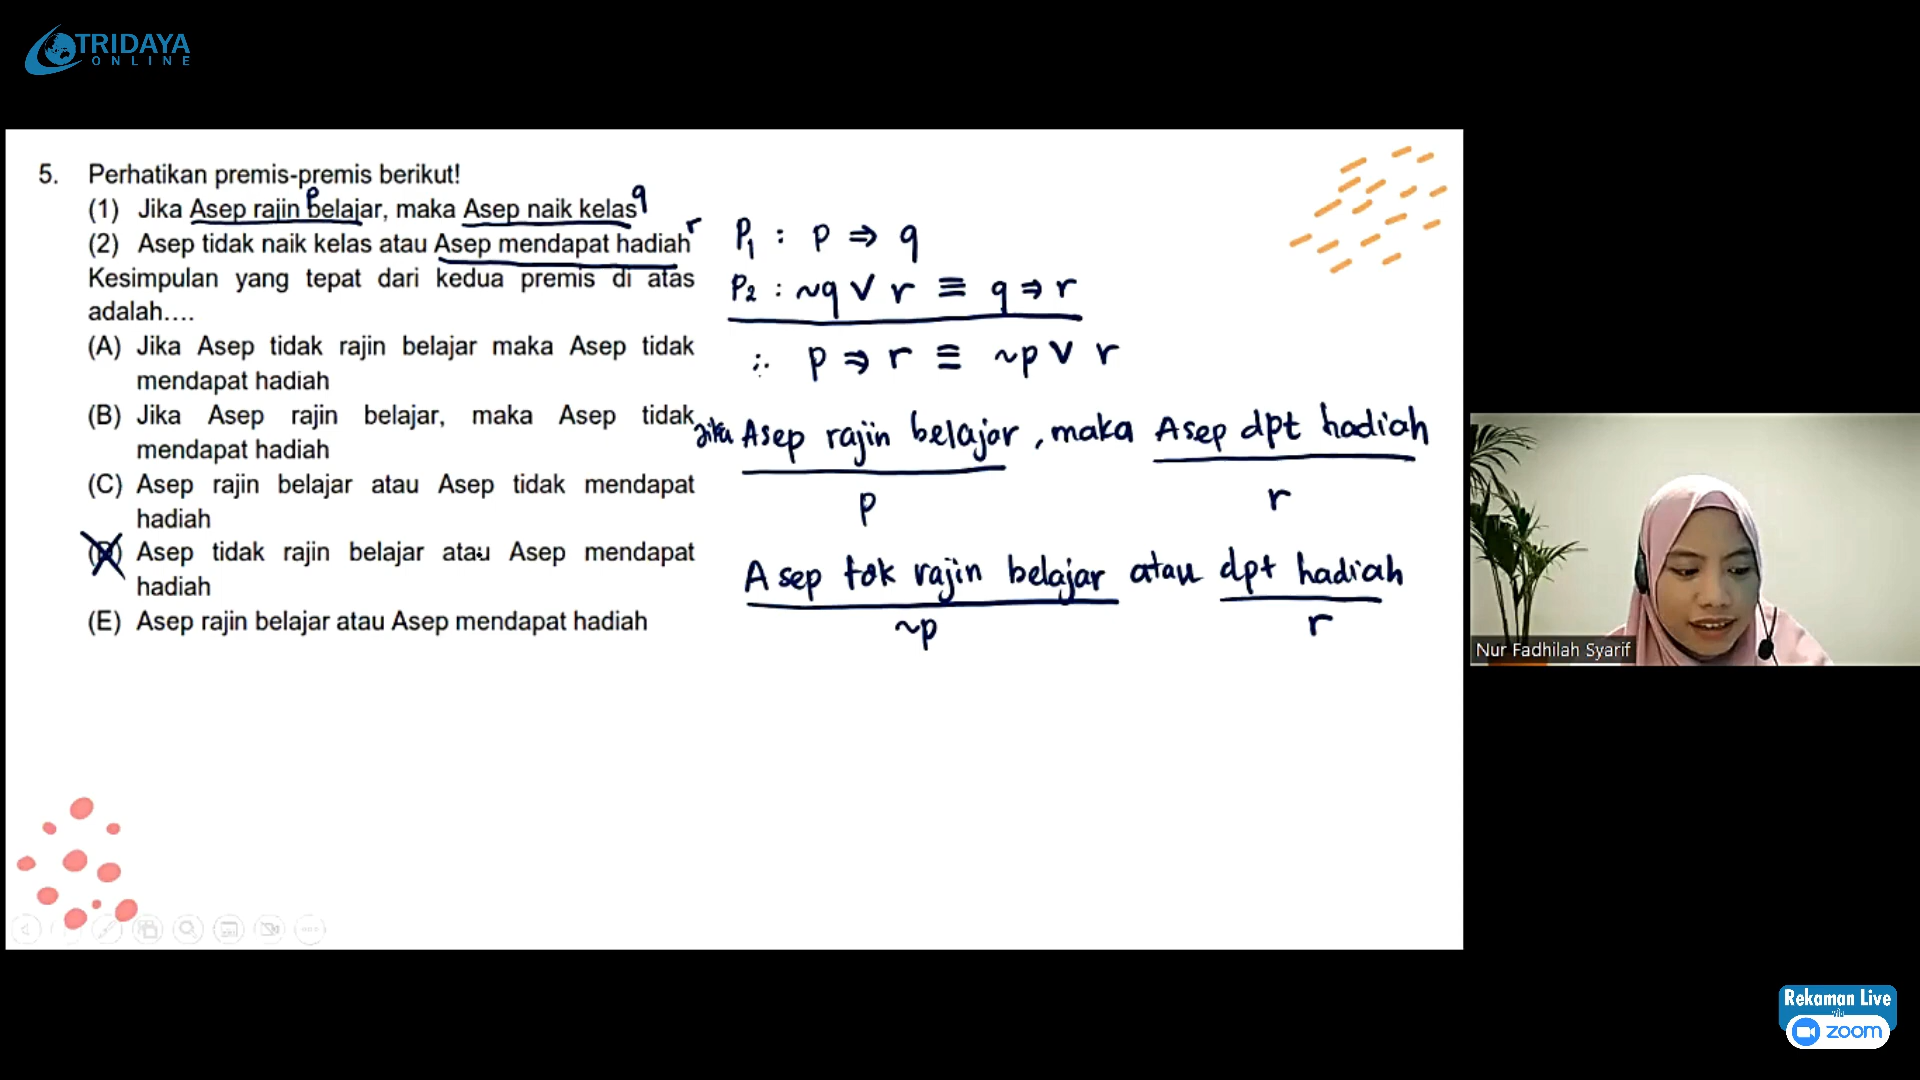 TRIDAYA
ONLINE
5. Perhatikan premis-premis berikut!
p
q
(1) Jika Asep rajin belajar, maka Asep naik kelas
r
(2) Asep tidak naik kelas atau Asep mendapat hadiah
Kesimpulan yang tepat dari kedua premis di atas
adalah....
(A) Jika Asep tidak rajin belajar maka Asep tidak
mendapat hadiah
(B) Jika Asep rajin belajar, maka Asep tidak
mendapat hadiah
(C) Asep rajin belajar atau Asep tidak mendapat
hadiah
(D) Asep tidak rajin belajar atau Asep mendapat
hadiah
(E) Asep rajin belajar atau Asep mendapat hadiah
P₁ : p ⇒ q
P₂ : ~q ∨ r ≡ q ⇒ r
∴ p ⇒ r ≡ ~p ∨ r
Jika Asep rajin belajar, maka Asep dpt hadiah
p r
Asep tdk rajin belajar atau dpt hadiah
~p r
Nur Fadhilah Syarif
Rekaman Live
via
zoom